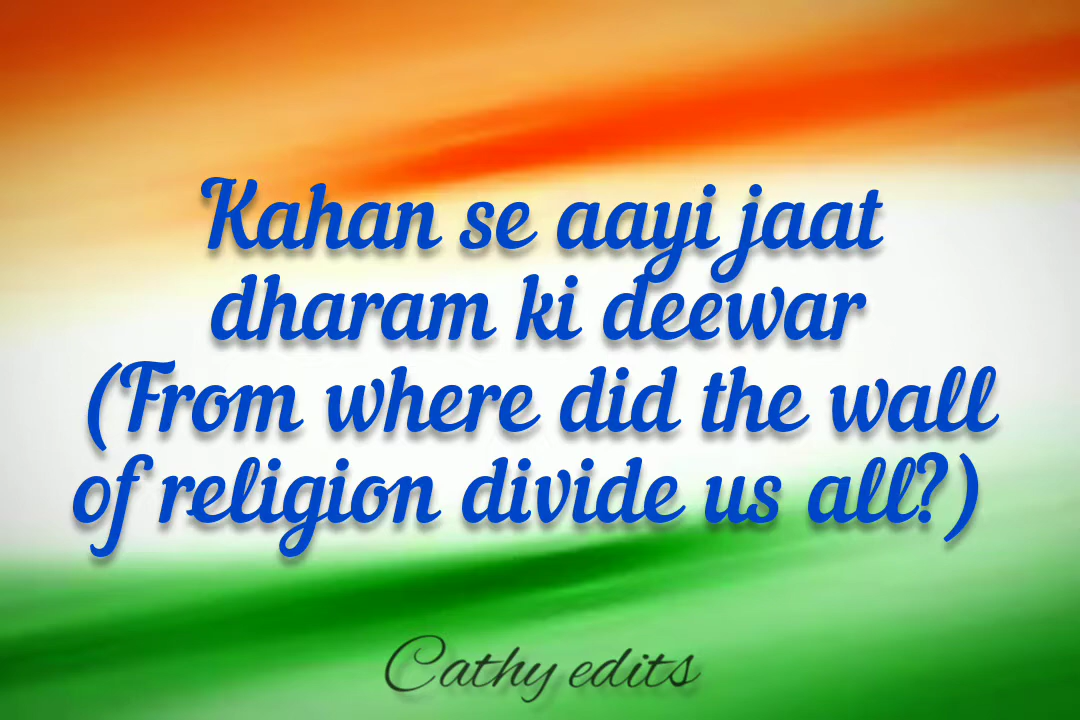 Kahan se aayi jaat
dharam ki deewar
(From where did the wall
of religion divide us all?)
Cathy edits